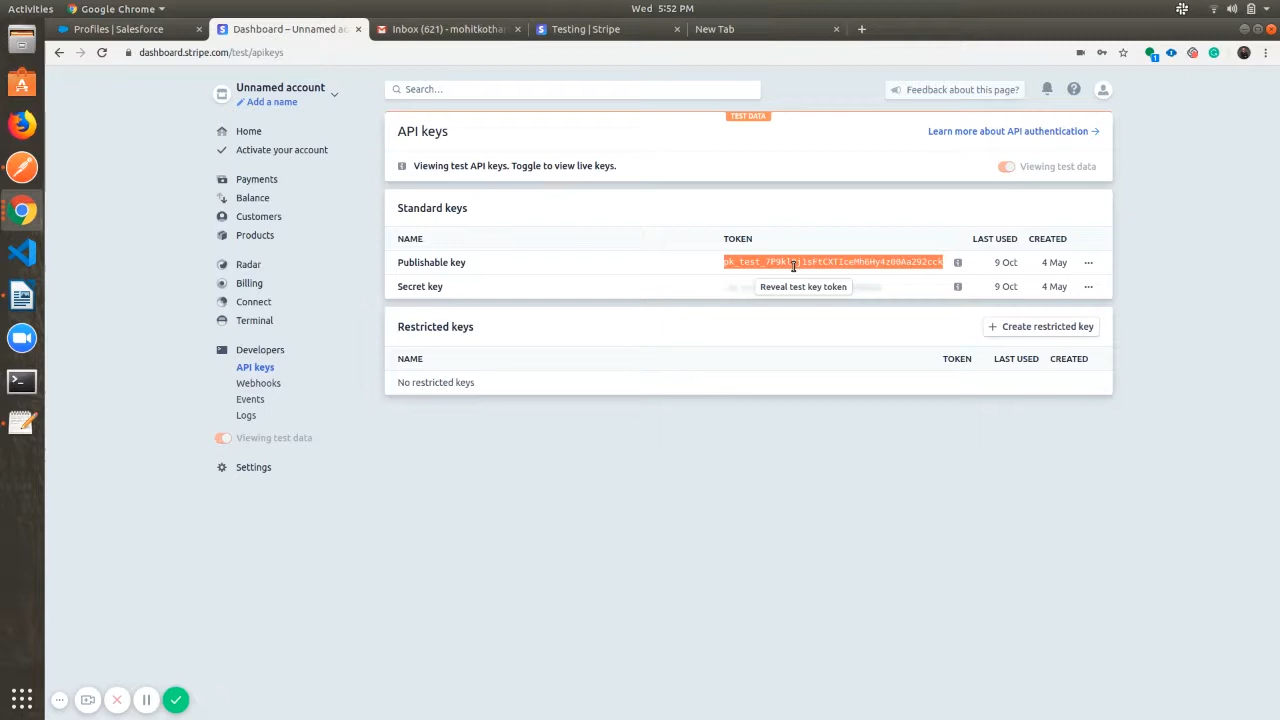 Activities
Google Chrome
Wed 5:52 PM
Profiles | Salesforce
Dashboard – Unnamed ac
Inbox (621) - mohitkothar
Testing | Stripe
New Tab
dashboard.stripe.com/test/apikeys
Unnamed account
Add a name
Search...
Feedback about this page?
TEST DATA
API keys
Learn more about API authentication →
Viewing test API keys. Toggle to view live keys.
Viewing test data
Home
Activate your account
Payments
Balance
Customers
Products
Radar
Billing
Connect
Terminal
Developers
API keys
Webhooks
Events
Logs
Viewing test data
Settings
Standard keys
NAME
TOKEN
LAST USED
CREATED
Publishable key
9 Oct
4 May
Secret key
Reveal test key token
9 Oct
4 May
Restricted keys
+ Create restricted key
NAME
TOKEN
LAST USED
CREATED
No restricted keys